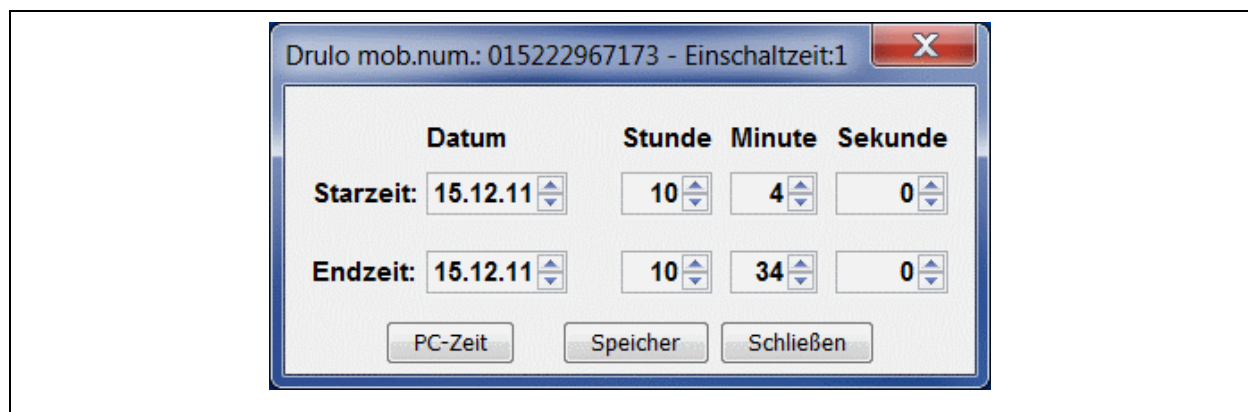 Drulo mob.num.: 015222967173 - Einschaltzeit:1
Datum Stunde Minute Sekunde
Starzeit: 15.12.11 10 4 0
Endzeit: 15.12.11 10 34 0
PC-Zeit Speicher Schließen